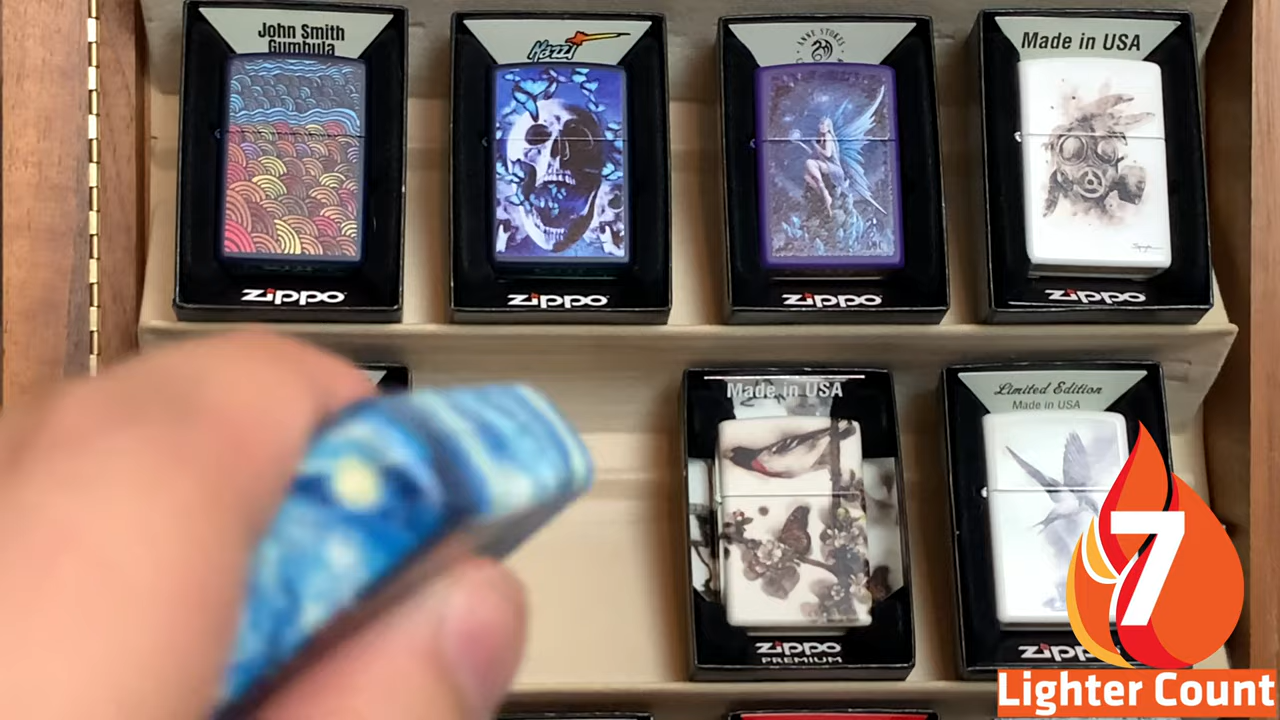 John Smith
Gumbula
zippo
Mazzi
zippo
ANNE STOKES
zippo
Made in USA
zippo
Made in USA
zippo
PREMIUM
Limited Edition
Made in USA
zippo
7
Lighter Count